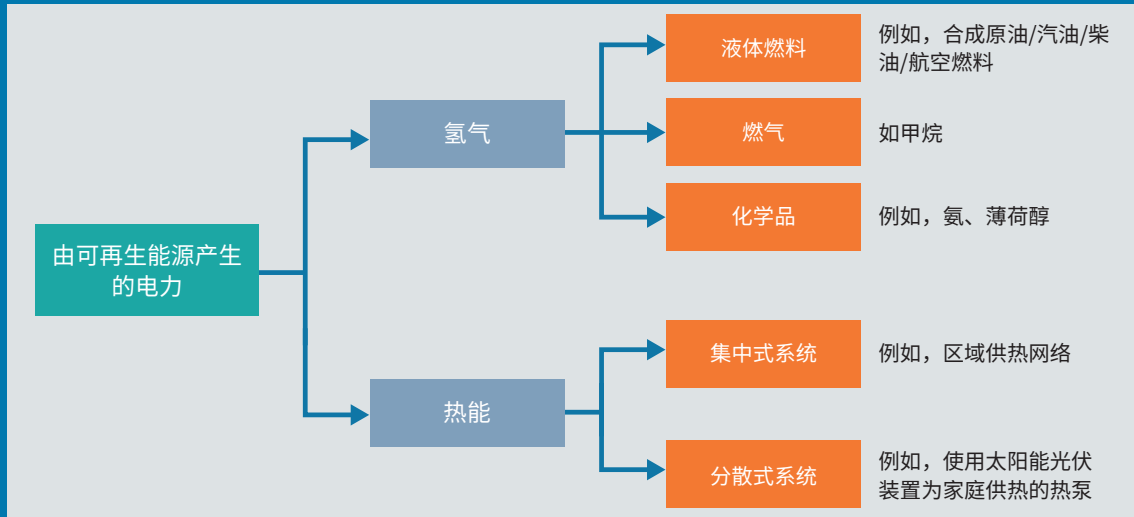 由可再生能源产生
的电力
氢气
热能
液体燃料
例如，合成原油/汽油/柴
油/航空燃料
燃气
如甲烷
化学品
例如，氨、薄荷醇
集中式系统
例如，区域供热网络
分散式系统
例如，使用太阳能光伏
装置为家庭供热的热泵